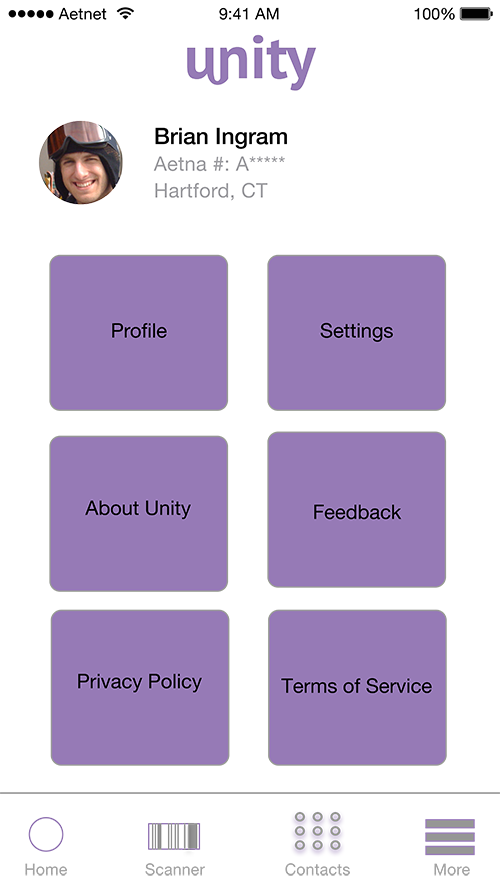 Aetnet 9:41 AM 100%
unity
Brian Ingram
Aetna #: A*****
Hartford, CT
Profile Settings
About Unity Feedback
Privacy Policy Terms of Service
Home Scanner Contacts More